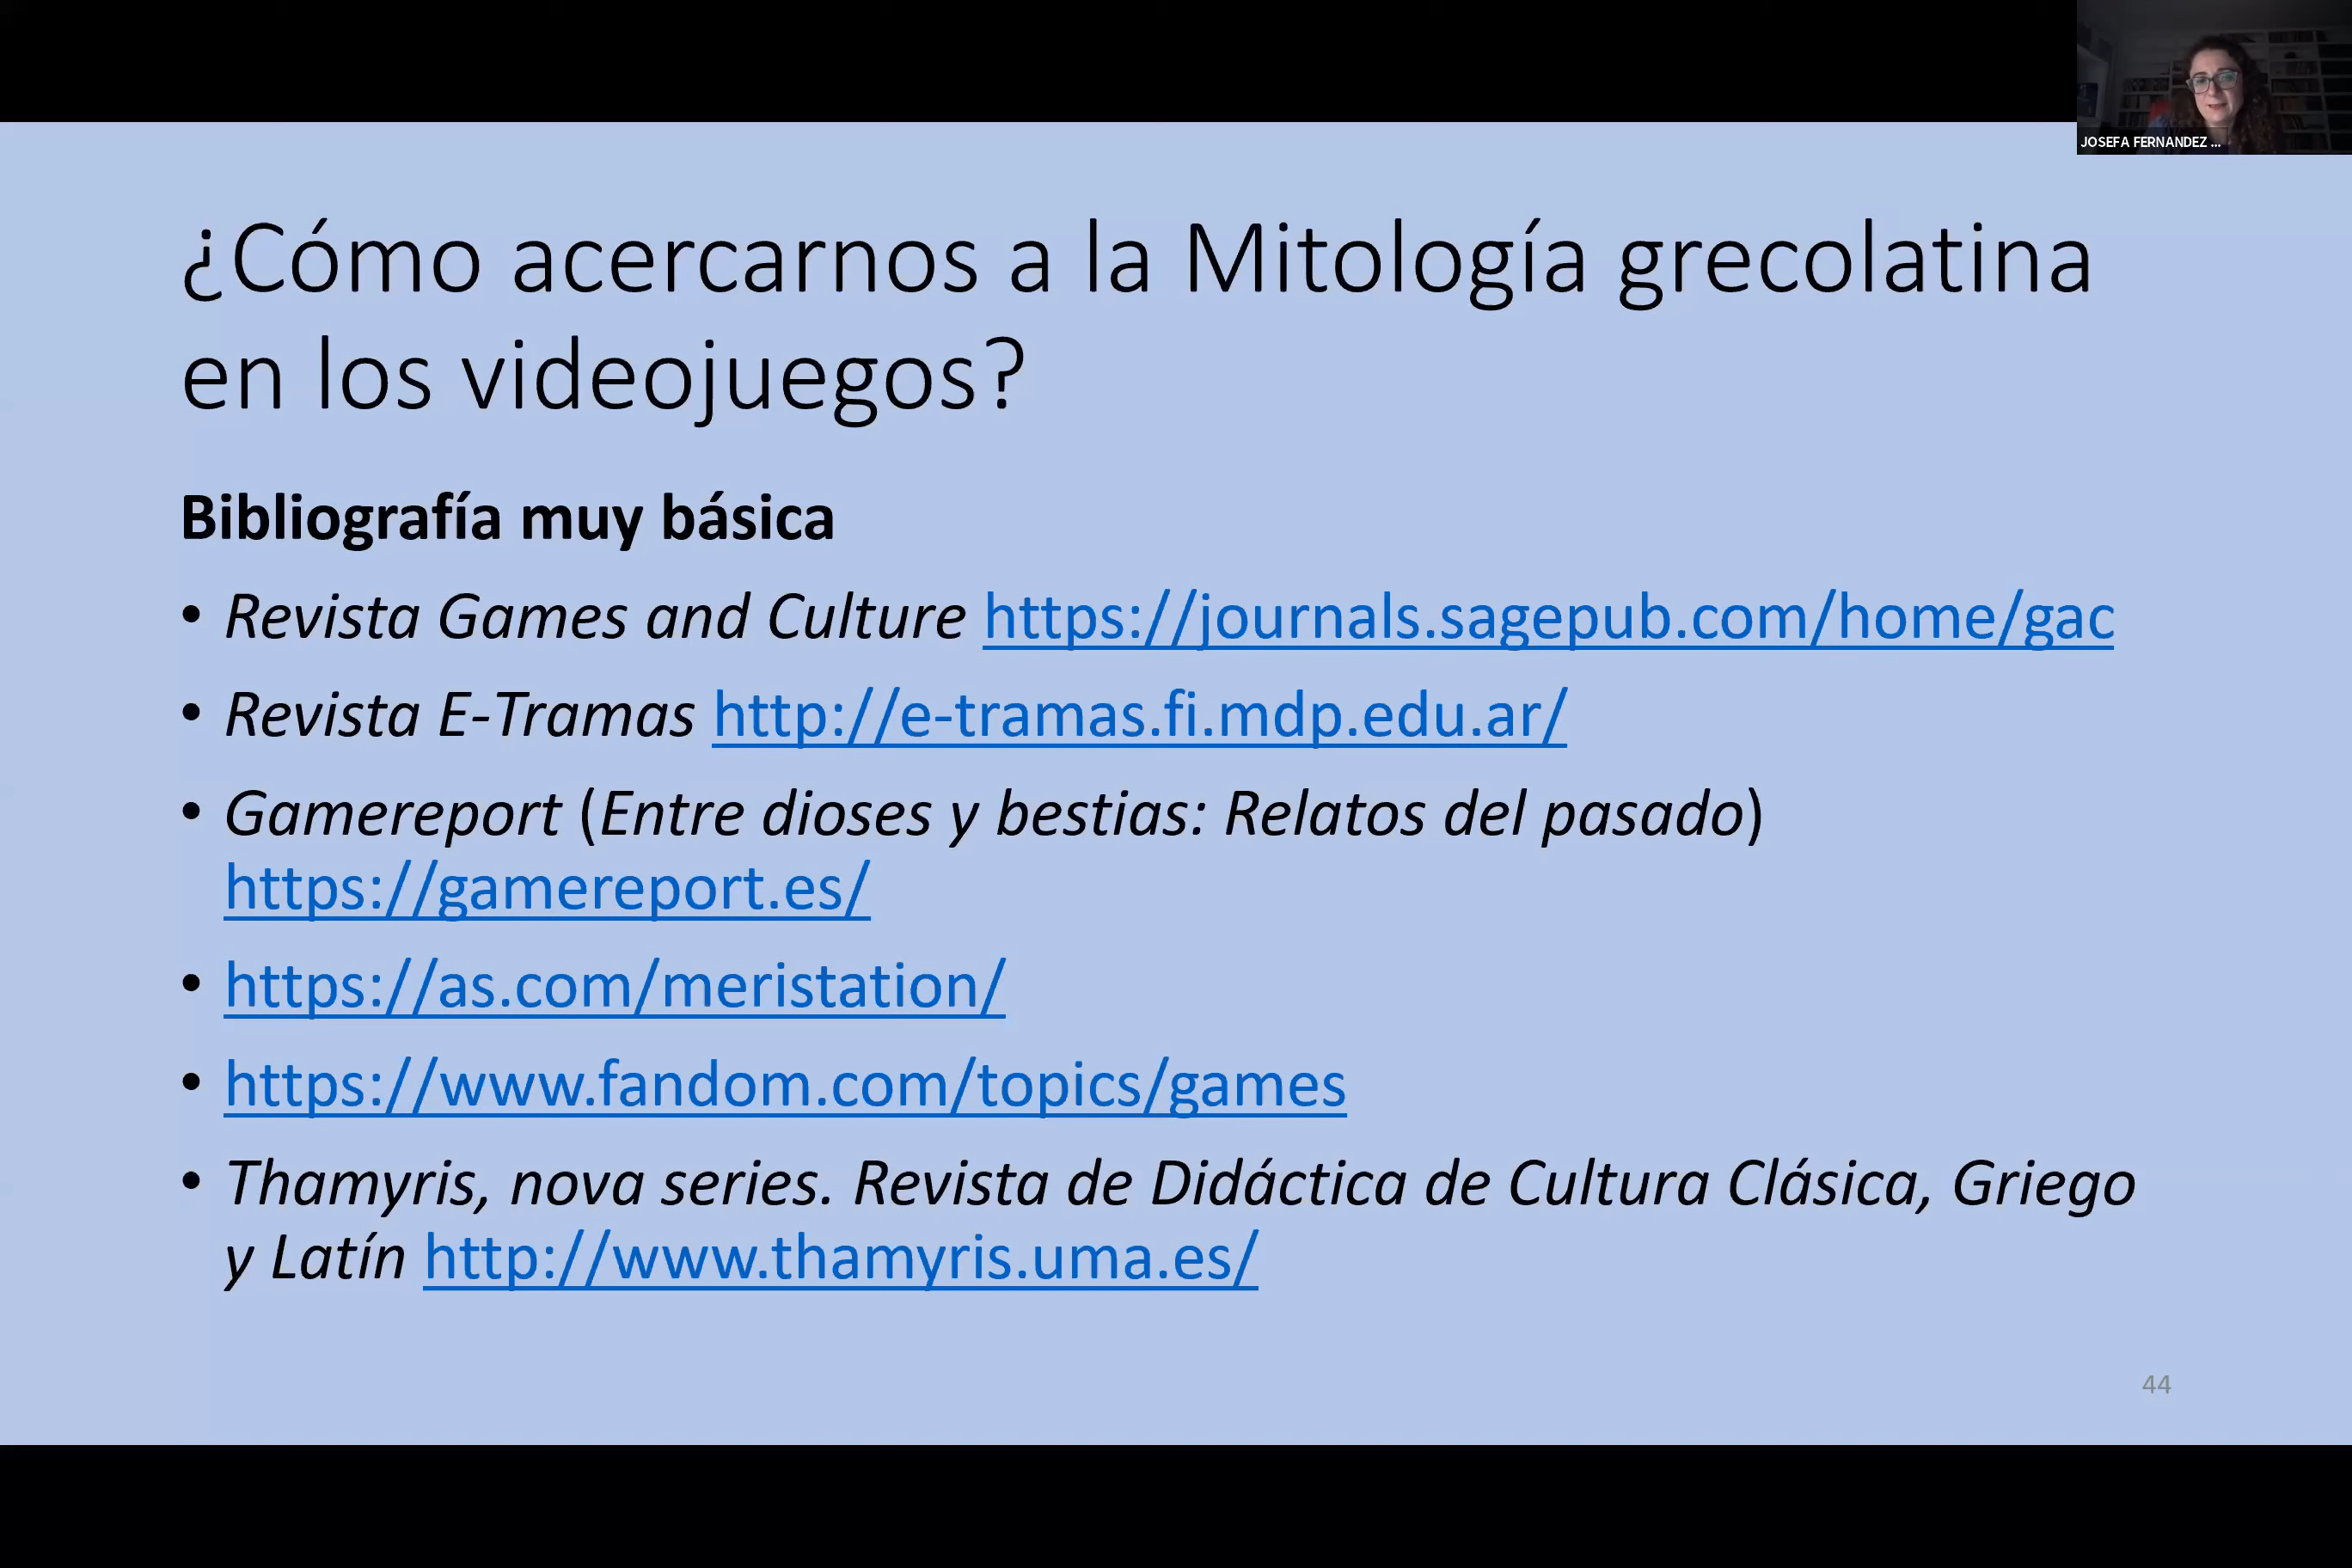 JOSEFA FERNANDEZ ...
¿Cómo acercarnos a la Mitología grecolatina
en los videojuegos?
Bibliografía muy básica
• Revista Games and Culture https://journals.sagepub.com/home/gac
• Revista E-Tramas http://e-tramas.fi.mdp.edu.ar/
• Gamereport (Entre dioses y bestias: Relatos del pasado)
https://gamereport.es/
• https://as.com/meristation/
• https://www.fandom.com/topics/games
• Thamyris, nova series. Revista de Didáctica de Cultura Clásica, Griego
y Latín http://www.thamyris.uma.es/
44